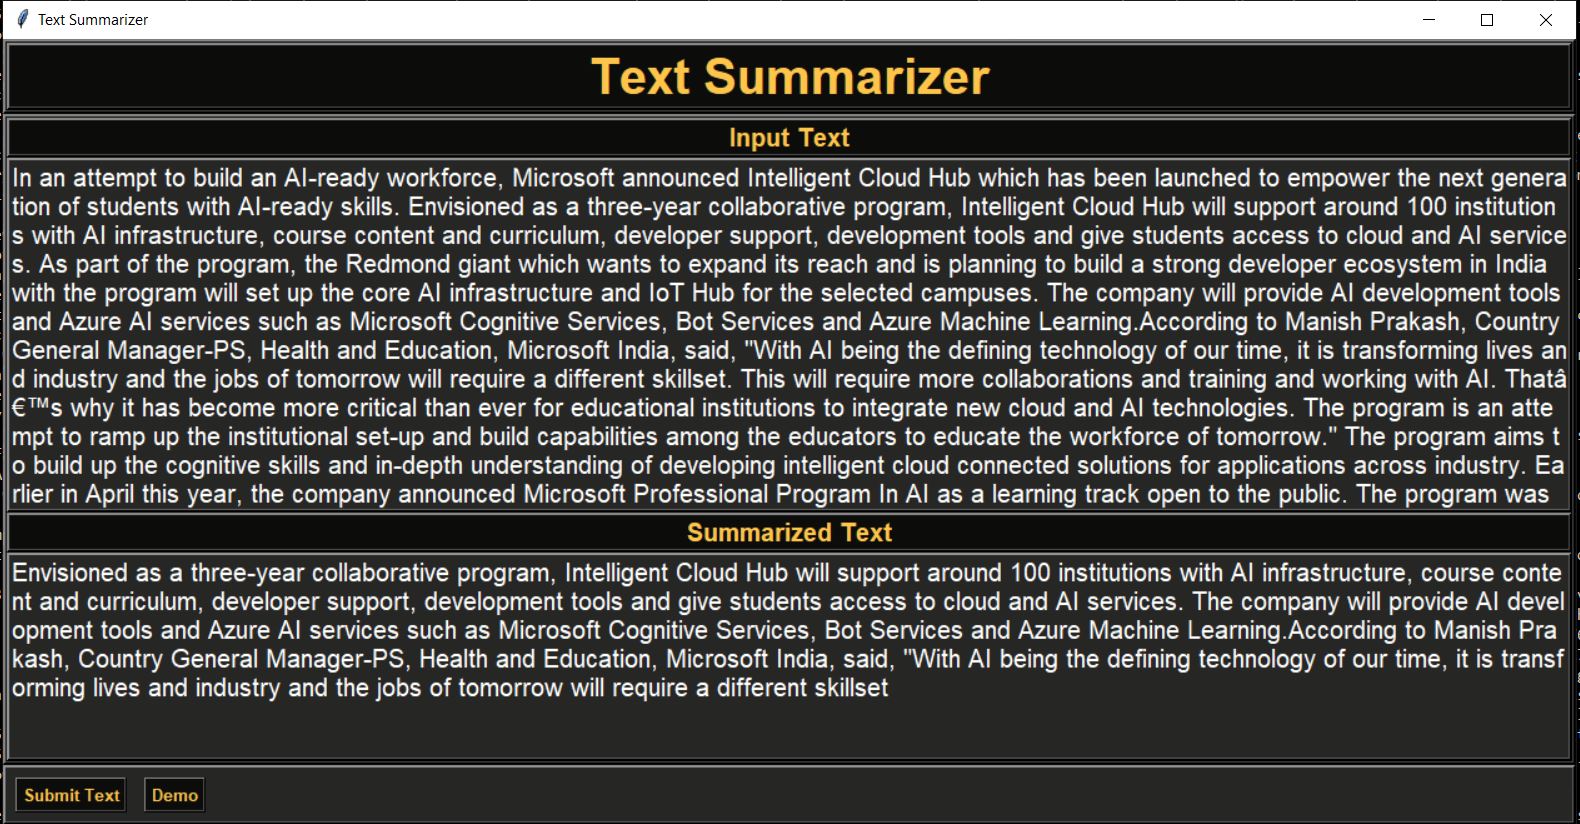 Text Summarizer
Text Summarizer
Input Text
In an attempt to build an AI-ready workforce, Microsoft announced Intelligent Cloud Hub which has been launched to empower the next genera
tion of students with AI-ready skills. Envisioned as a three-year collaborative program, Intelligent Cloud Hub will support around 100 institution
s with AI infrastructure, course content and curriculum, developer support, development tools and give students access to cloud and AI service
s. As part of the program, the Redmond giant which wants to expand its reach and is planning to build a strong developer ecosystem in India
with the program will set up the core AI infrastructure and IoT Hub for the selected campuses. The company will provide AI development tools
and Azure AI services such as Microsoft Cognitive Services, Bot Services and Azure Machine Learning.According to Manish Prakash, Country
General Manager-PS, Health and Education, Microsoft India, said, "With AI being the defining technology of our time, it is transforming lives an
d industry and the jobs of tomorrow will require a different skillset. This will require more collaborations and training and working with AI. Thatâ
€™s why it has become more critical than ever for educational institutions to integrate new cloud and AI technologies. The program is an atte
mpt to ramp up the institutional set-up and build capabilities among the educators to educate the workforce of tomorrow." The program aims t
o build up the cognitive skills and in-depth understanding of developing intelligent cloud connected solutions for applications across industry. Ea
rlier in April this year, the company announced Microsoft Professional Program In AI as a learning track open to the public. The program was
Summarized Text
Envisioned as a three-year collaborative program, Intelligent Cloud Hub will support around 100 institutions with AI infrastructure, course conte
nt and curriculum, developer support, development tools and give students access to cloud and AI services. The company will provide AI devel
opment tools and Azure AI services such as Microsoft Cognitive Services, Bot Services and Azure Machine Learning.According to Manish Pra
kash, Country General Manager-PS, Health and Education, Microsoft India, said, "With AI being the defining technology of our time, it is transf
orming lives and industry and the jobs of tomorrow will require a different skillset
Submit Text Demo